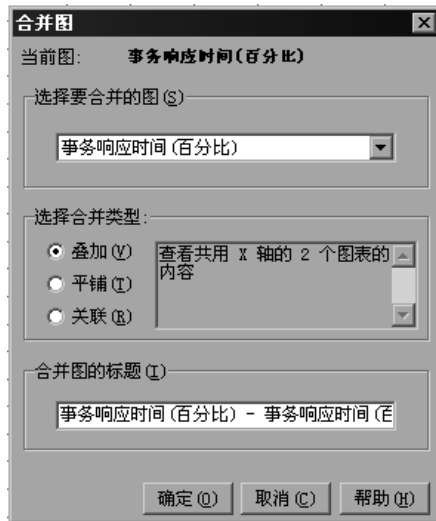 合并图
当前图: 事务响应时间(百分比)
选择要合并的图(S)
事务响应时间(百分比)
选择合并类型:
叠加(V)
平铺(T)
关联(R)
查看共用 X 轴的 2 个图表的
内容
合并图的标题(I)
事务响应时间(百分比) - 事务响应时间(百
确定(O) 取消(C) 帮助(H)